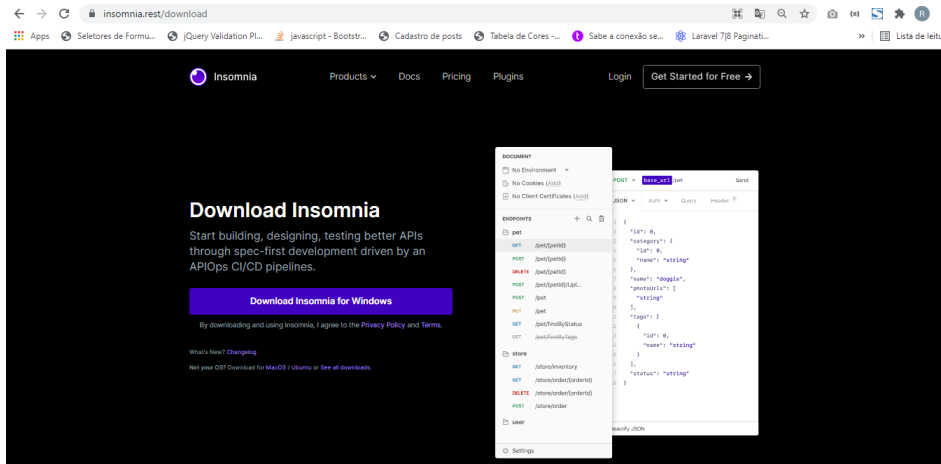 insomnia.rest/download
R
Apps Seletores de Formu... jQuery Validation Pl... javascript - Bootstr... Cadastro de posts Tabela de Cores -... Sabe a conexão se... Laravel 7|8 Paginati... » Lista de leitu
Insomnia Products Docs Pricing Plugins Login Get Started for Free →
Download Insomnia
Start building, designing, testing better APIs
through spec-first development driven by an
APIOps CI/CD pipelines.
Download Insomnia for Windows
By downloading and using Insomnia, I agree to the Privacy Policy and Terms.
What's New? Changelog
Not your OS? Download for MacOS / Ubuntu or See all downloads.
DOCUMENT
No Environment
No Cookies (Add)
No Client Certificates (Add)
ENDPOINTS
pet
GET /pet/{petId}
POST /pet/{petId}
DELETE /pet/{petId}
POST /pet/{petId}/Upl...
POST /pet
PUT /pet
GET /pet/findByStatus
GET /pet/findByTags
store
GET /store/inventory
GET /store/order/{orderId}
DELETE /store/order/{orderId}
POST /store/order
user
Settings
POST base_url /pet Send
JSON Auth Query Header
{
"id": 0,
"category": {
"id": 0,
"name": "string"
},
"name": "doggie",
"photoUrls": [
"string"
],
"tags": [
{
"id": 0,
"name": "string"
}
],
"status": "string"
}
Beautify JSON